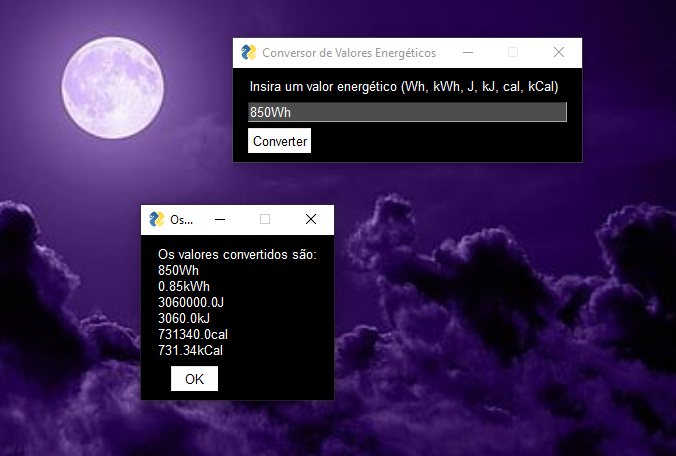 Conversor de Valores Energéticos
Insira um valor energético (Wh, kWh, J, kJ, cal, kCal)
850Wh
Converter
Os...
Os valores convertidos são:
850Wh
0.85kWh
3060000.0J
3060.0kJ
731340.0cal
731.34kCal
OK